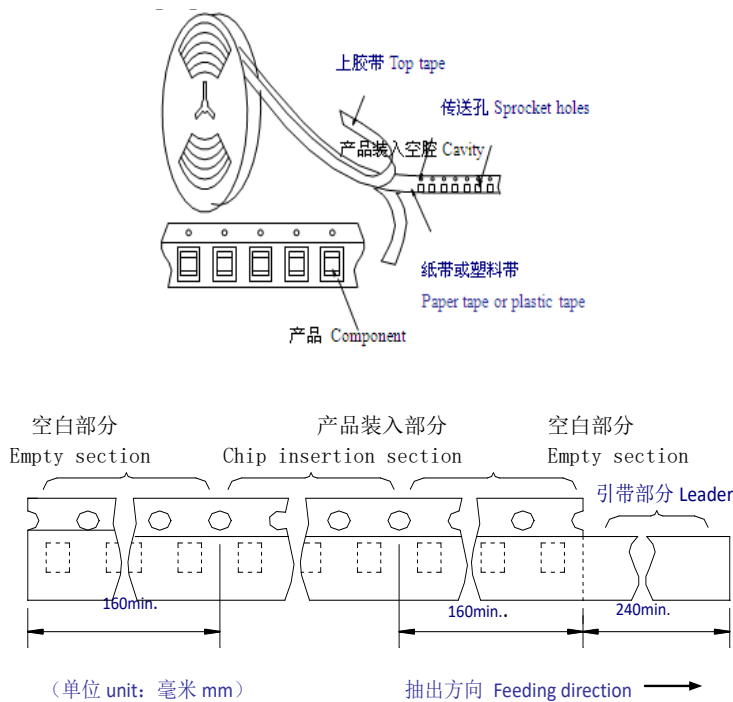 上胶带 Top tape
传送孔 Sprocket holes
产品装入空腔 Cavity
纸带或塑料带
Paper tape or plastic tape
产品 Component
空白部分 产品装入部分 空白部分
Empty section Chip insertion section Empty section
引带部分 Leader
160min. 160min.. 240min.
（单位 unit：毫米 mm） 抽出方向 Feeding direction